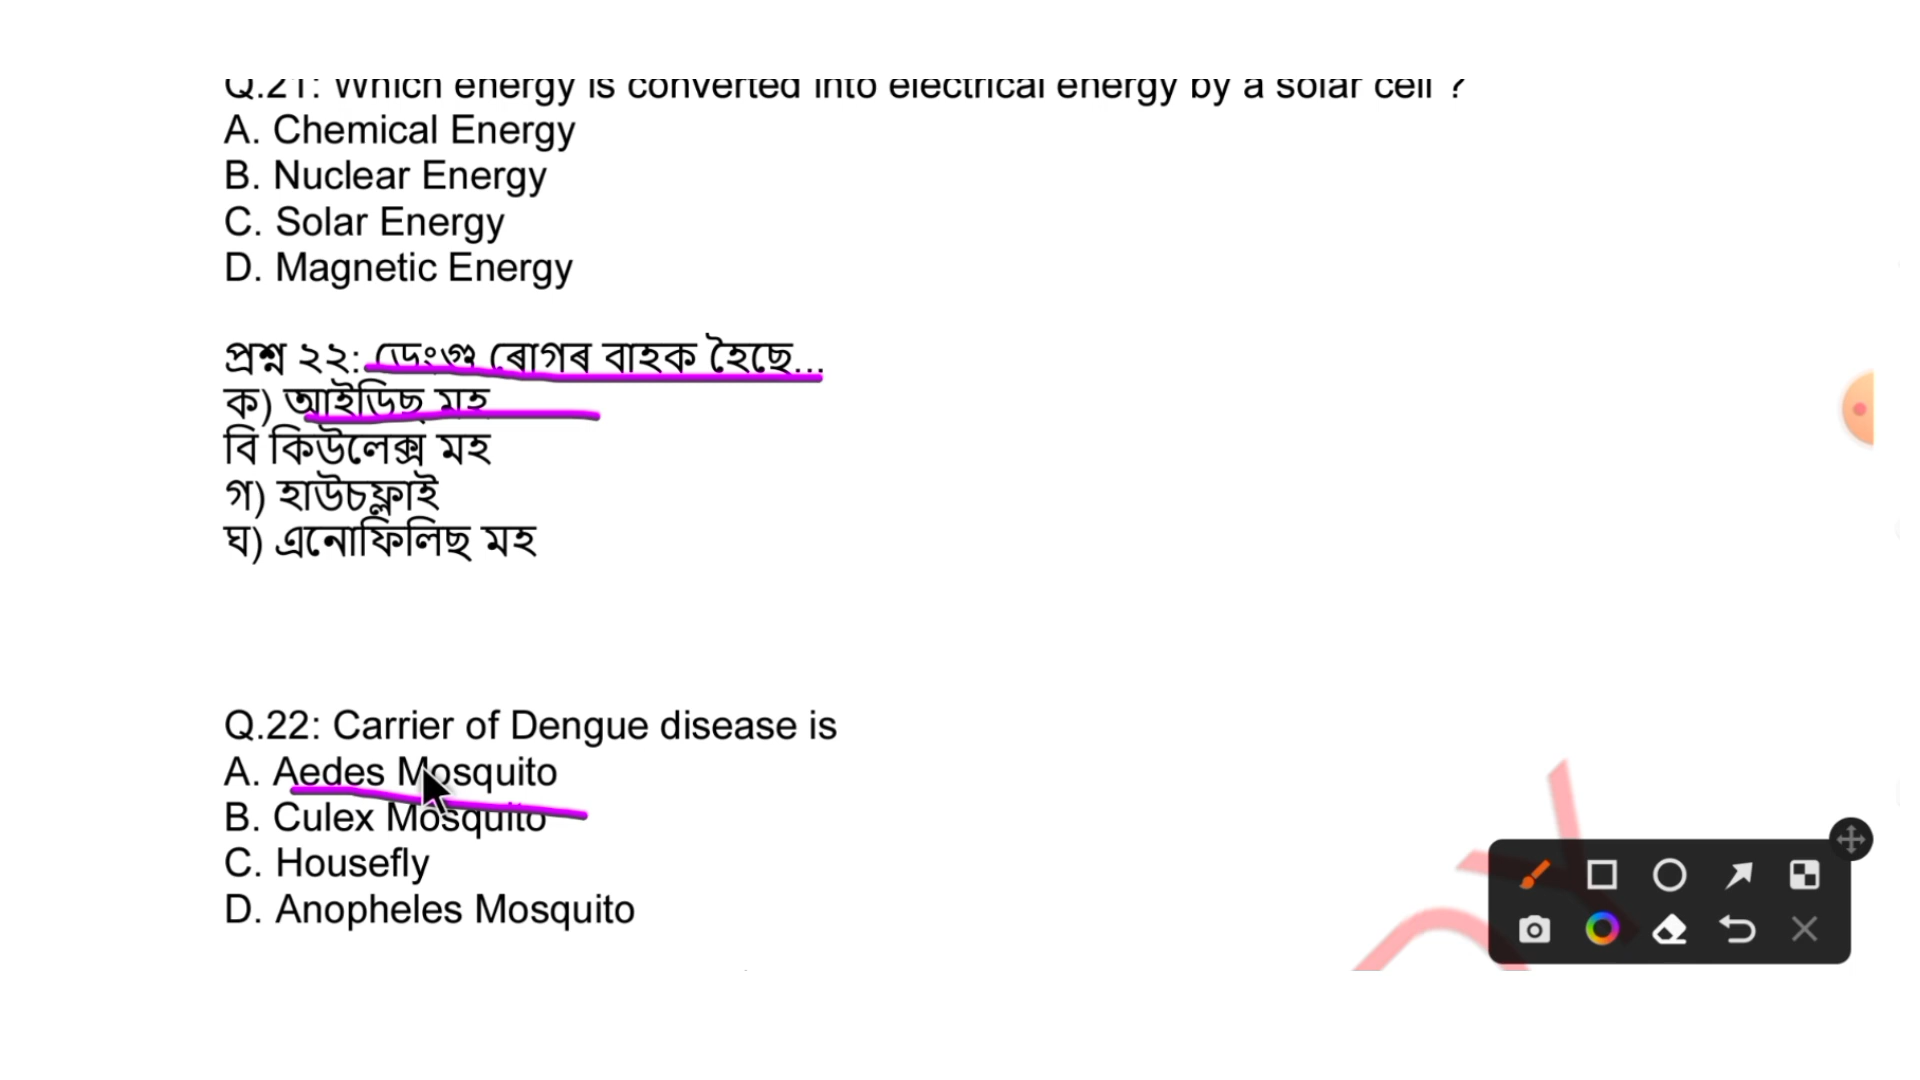 Q.21: Which energy is converted into electrical energy by a solar cell ?
A. Chemical Energy
B. Nuclear Energy
C. Solar Energy
D. Magnetic Energy
প্ৰশ্ন ২২: ডেংগু ৰোগৰ বাহক হৈছে...
ক) আইডিছ মহ
বি কিউলেক্স মহ
গ) হাউচফ্লাই
ঘ) এনোফিলিছ মহ
Q.22: Carrier of Dengue disease is
A. Aedes Mosquito
B. Culex Mosquito
C. Housefly
D. Anopheles Mosquito